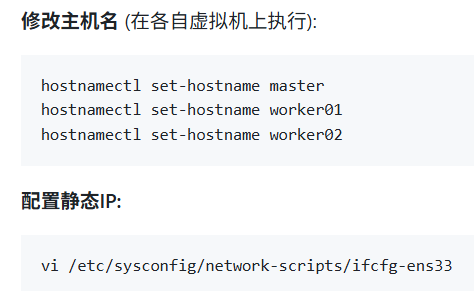 修改主机名 (在各自虚拟机上执行):
hostnamectl set-hostname master
hostnamectl set-hostname worker01
hostnamectl set-hostname worker02
配置静态IP:
vi /etc/sysconfig/network-scripts/ifcfg-ens33